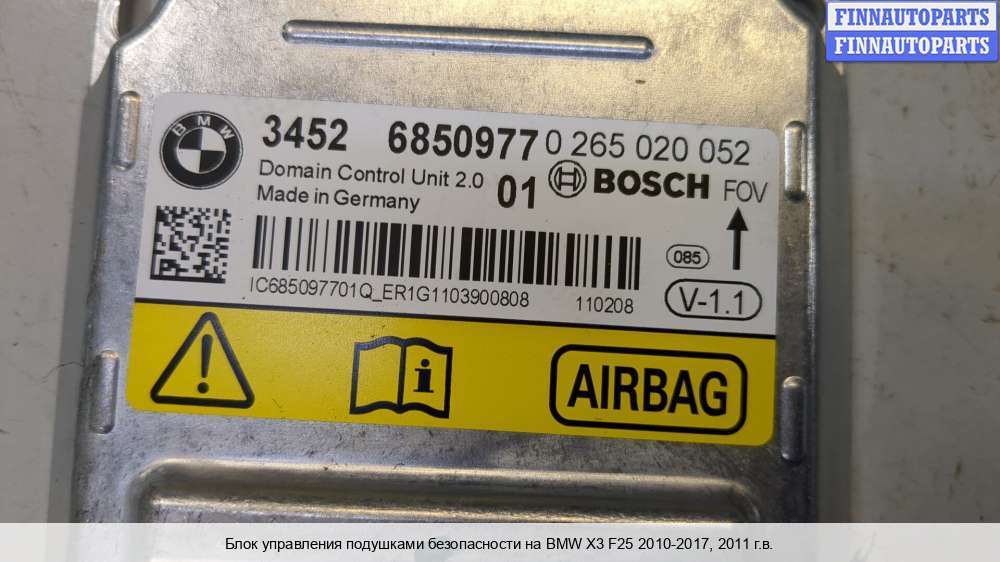 FINNAUTOPARTS
FINNAUTOPARTS
BMW
3452 6850977 0 265 020 052
Domain Control Unit 2.0 01 BOSCH FOV
Made in Germany
085
IC685097701Q_ER1G1103900808 110208 V-1.1
AIRBAG
Блок управления подушками безопасности на BMW X3 F25 2010-2017, 2011 г.в.